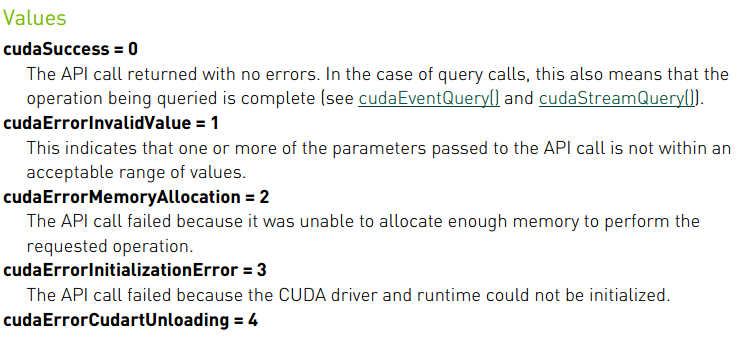 Values
cudaSuccess = 0
The API call returned with no errors. In the case of query calls, this also means that the
operation being queried is complete (see cudaEventQuery() and cudaStreamQuery()).
cudaErrorInvalidValue = 1
This indicates that one or more of the parameters passed to the API call is not within an
acceptable range of values.
cudaErrorMemoryAllocation = 2
The API call failed because it was unable to allocate enough memory to perform the
requested operation.
cudaErrorInitializationError = 3
The API call failed because the CUDA driver and runtime could not be initialized.
cudaErrorCudartUnloading = 4